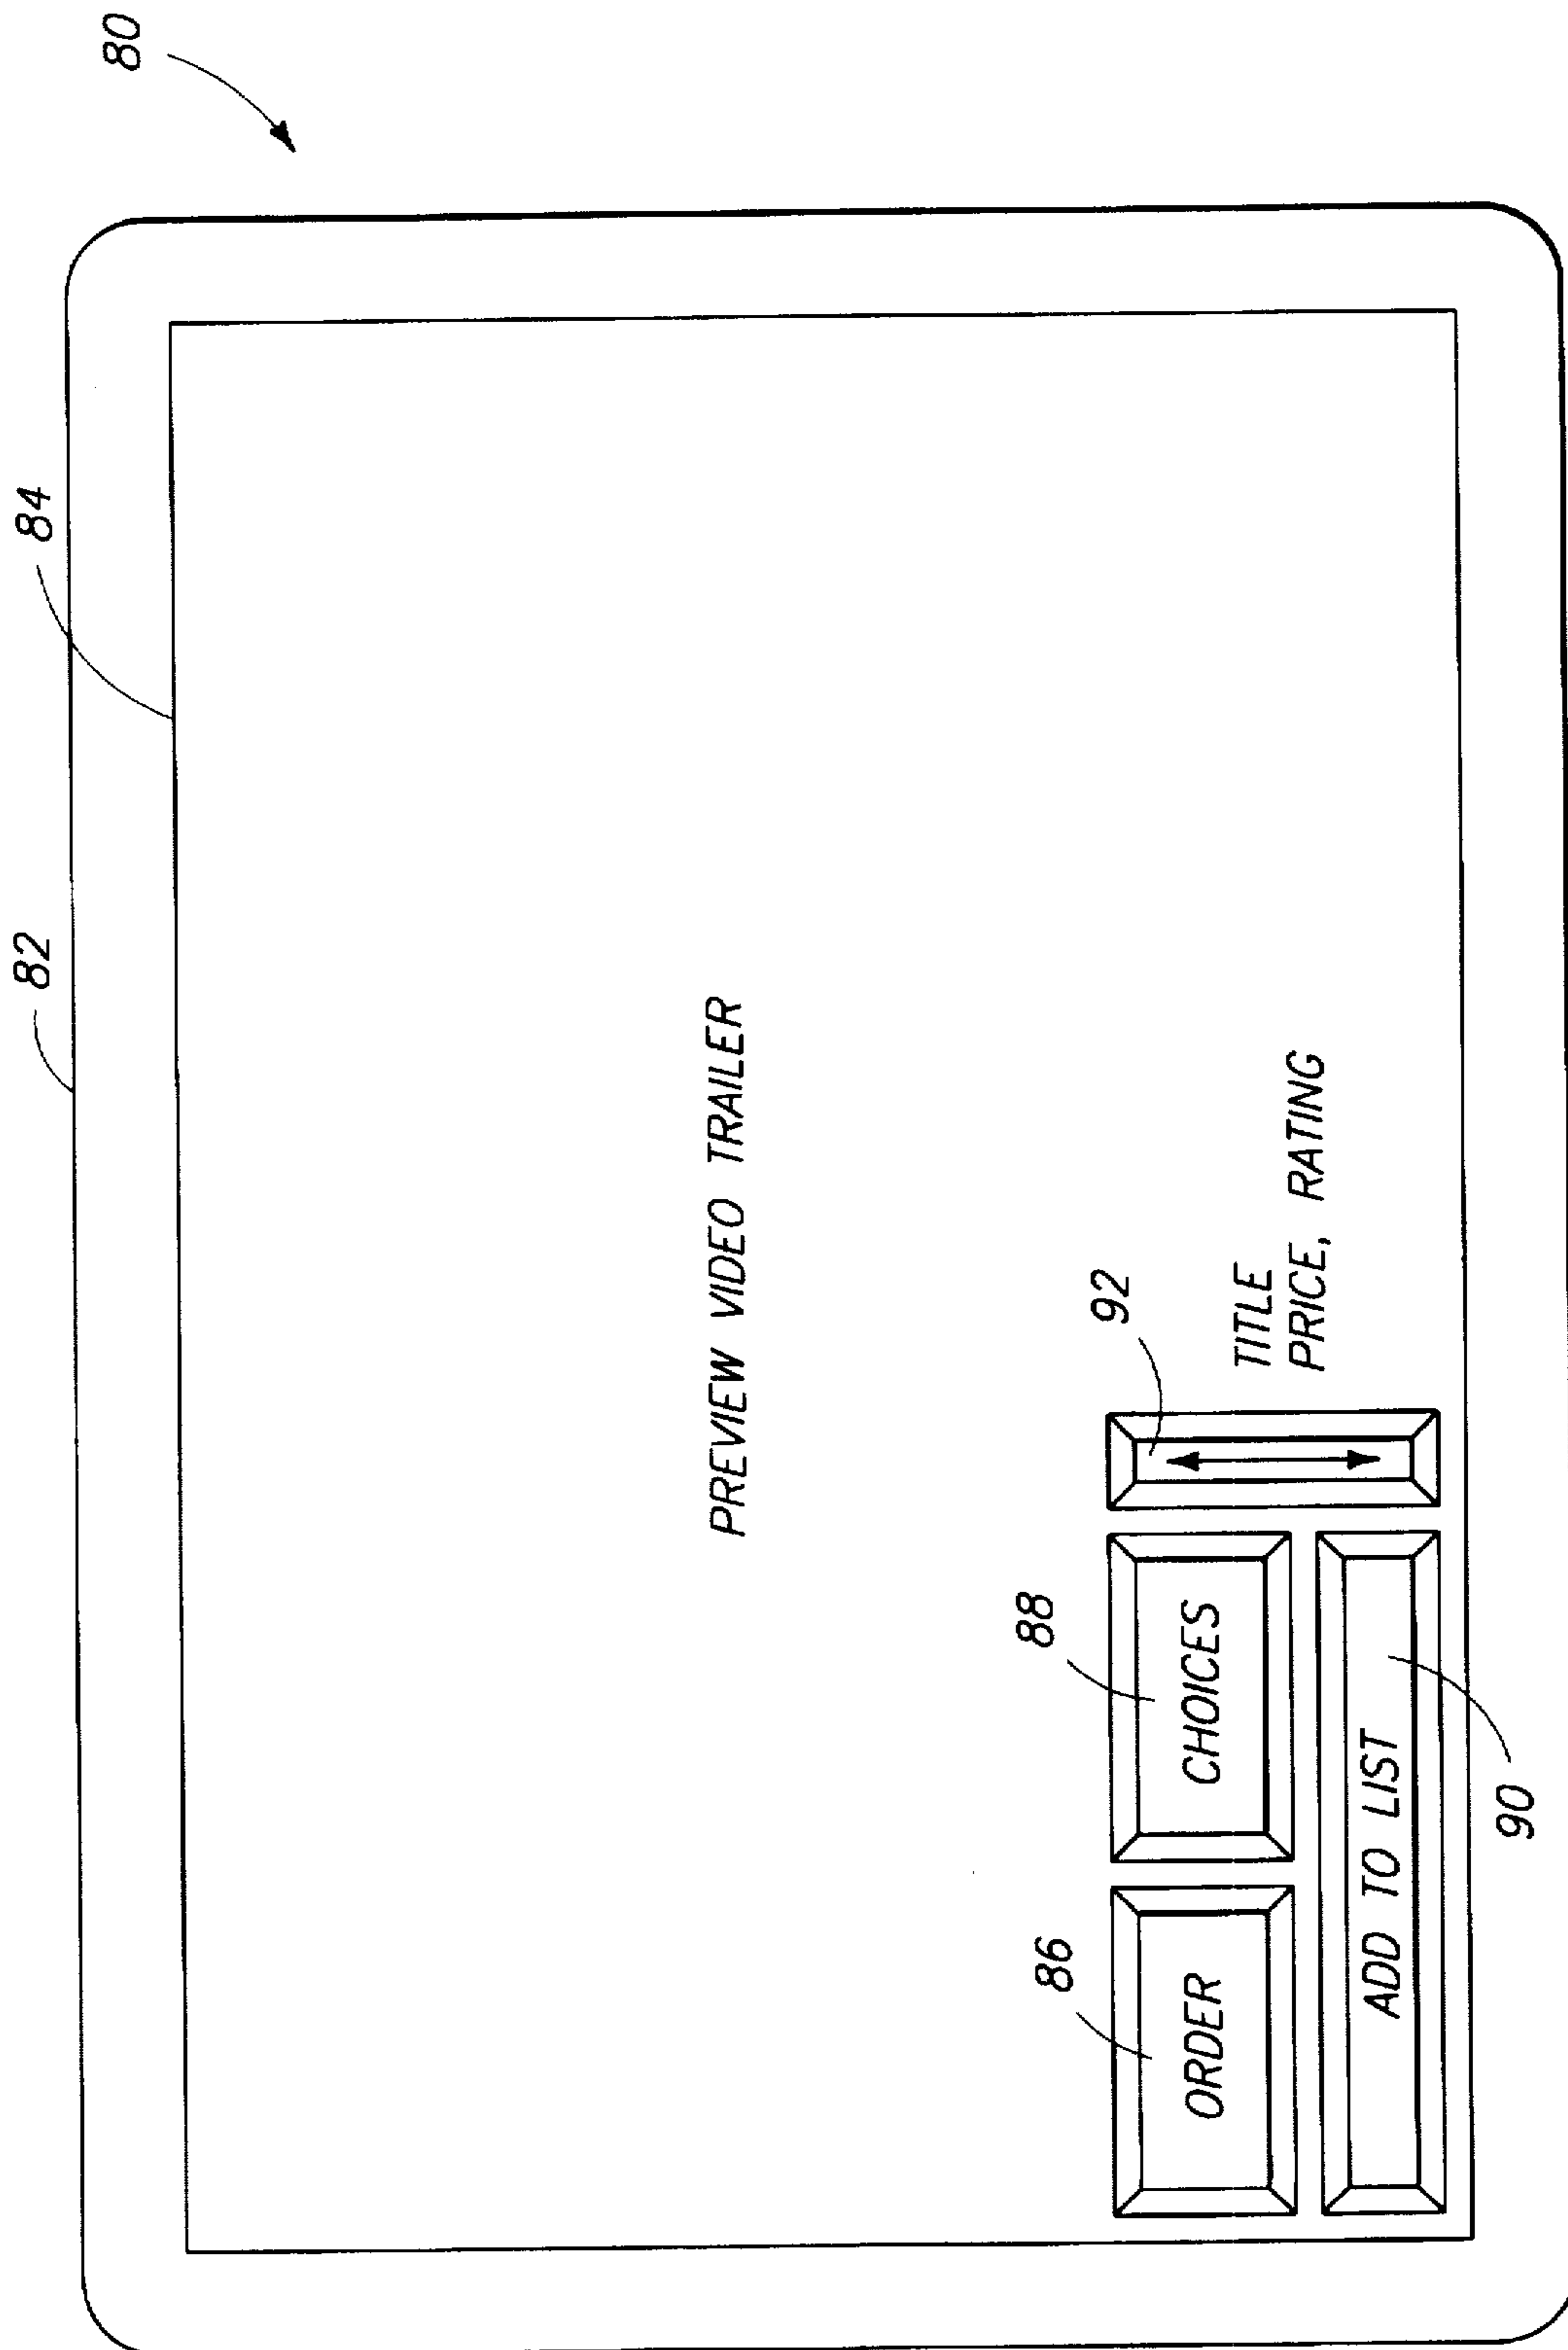 80
82
84
PREVIEW VIDEO TRAILER
92
86
88
ORDER
CHOICES
TITLE
PRICE, RATING
ADD TO LIST
90